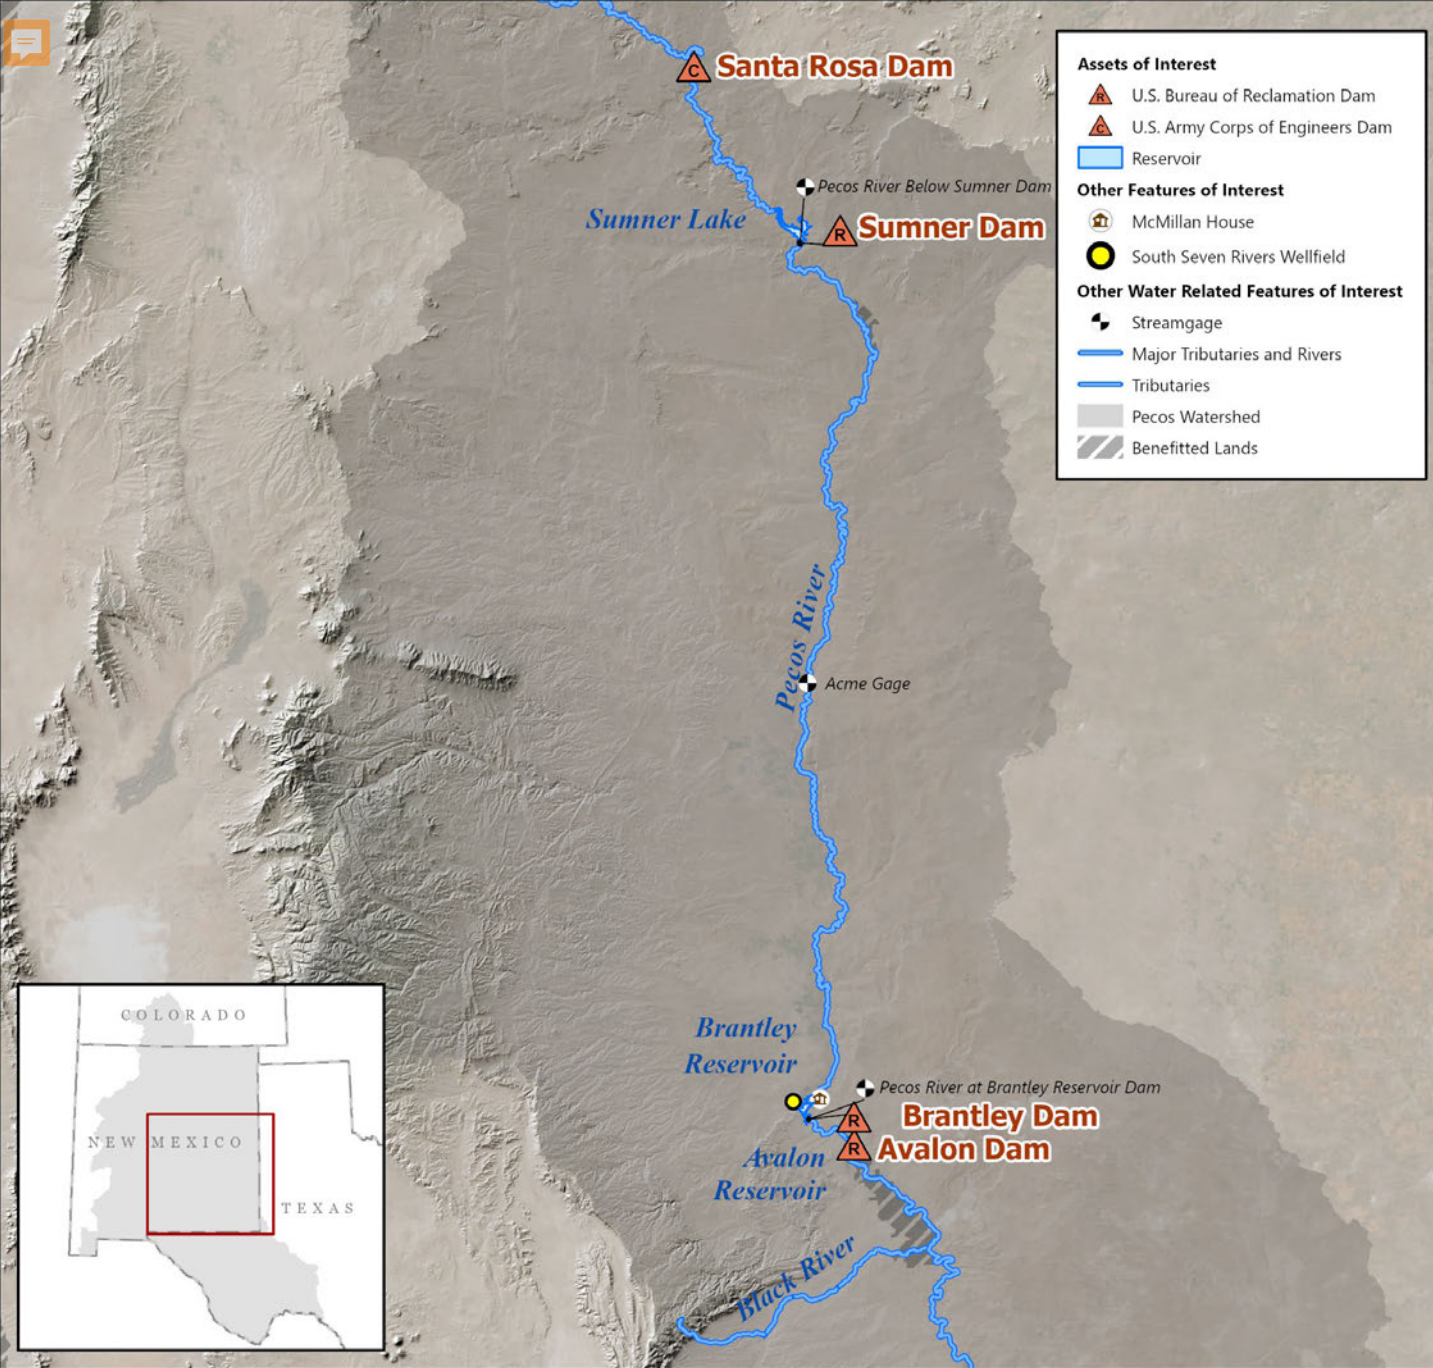 Santa Rosa Dam
Pecos River Below Sumner Dam
Sumner Lake
Sumner Dam
Pecos River
Acme Gage
Brantley
Reservoir
Pecos River at Brantley Reservoir Dam
Brantley Dam
Avalon Dam
Avalon
Reservoir
Black River
C
R
R
R
Assets of Interest
R U.S. Bureau of Reclamation Dam
C U.S. Army Corps of Engineers Dam
Reservoir
Other Features of Interest
McMillan House
South Seven Rivers Wellfield
Other Water Related Features of Interest
Streamgage
Major Tributaries and Rivers
Tributaries
Pecos Watershed
Benefitted Lands
COLORADO
NEW MEXICO
TEXAS